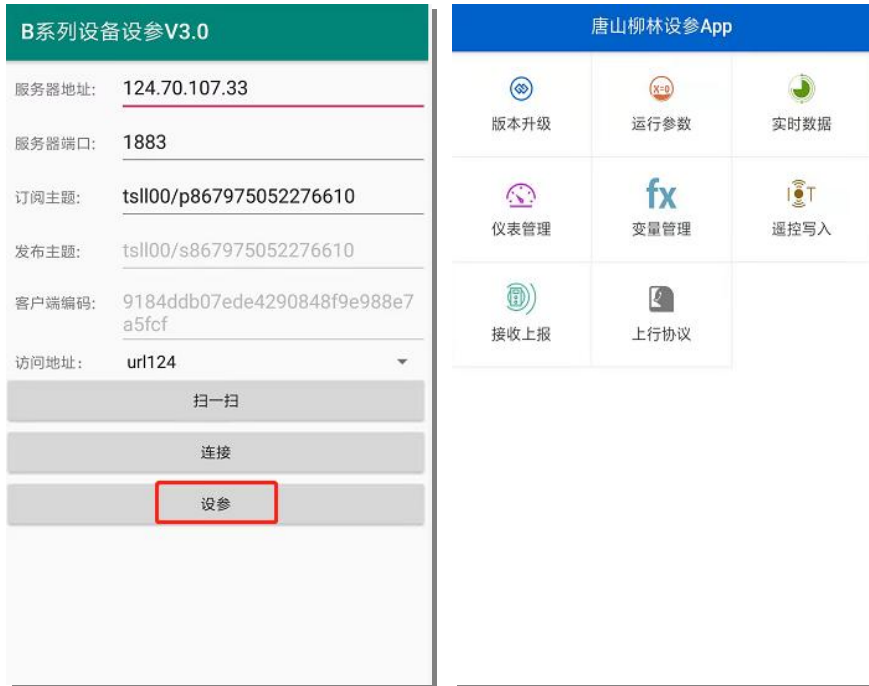 B系列设备设参V3.0
服务器地址: 124.70.107.33
服务器端口: 1883
订阅主题: tsll00/p867975052276610
发布主题: tsll00/s867975052276610
客户端编码: 9184ddb07ede4290848f9e988e7
a5fcf
访问地址: url124
扫一扫
连接
设参
唐山柳林设参App
X=0
版本升级 运行参数 实时数据
fx I T
仪表管理 变量管理 遥控写入
接收上报 上行协议